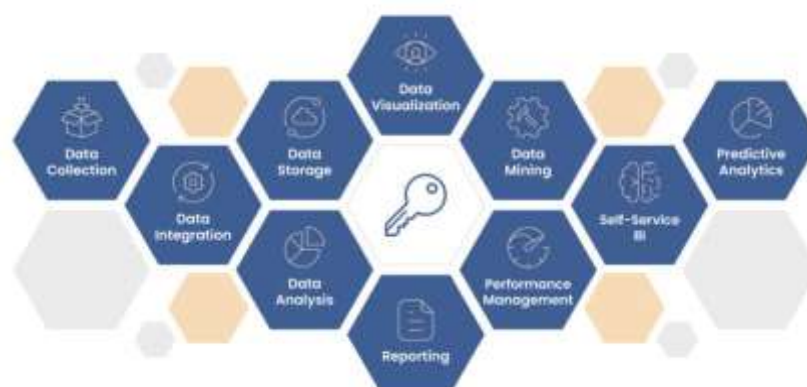 Data
Visualization
Data
Collection
Data
Storage
Data
Mining
Predictive
Analytics
Data
Integration
Self-Service
BI
Data
Analysis
Performance
Management
Reporting